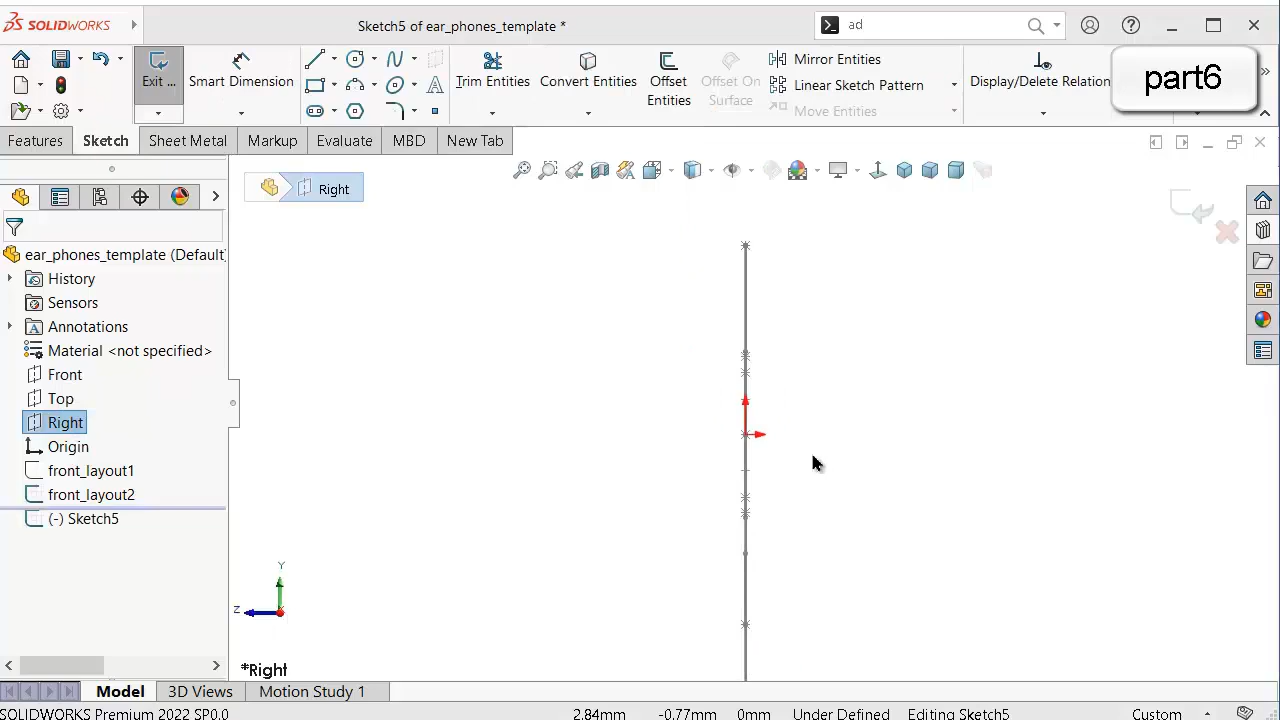 SOLIDWORKS
Sketch5 of ear_phones_template *
ad
Exit ...
Smart Dimension
Trim Entities
Convert Entities
Offset Entities
Offset On Surface
Mirror Entities
Linear Sketch Pattern
Move Entities
Display/Delete Relation
part6
Features
Sketch
Sheet Metal
Markup
Evaluate
MBD
New Tab
Right
ear_phones_template (Default)
History
Sensors
Annotations
Material <not specified>
Front
Top
Right
Origin
front_layout1
front_layout2
(-) Sketch5
Y
Z
*Right
Model
3D Views
Motion Study 1
SOLIDWORKS Premium 2022 SP0.0
2.84mm
-0.77mm
0mm
Under Defined
Editing Sketch5
Custom